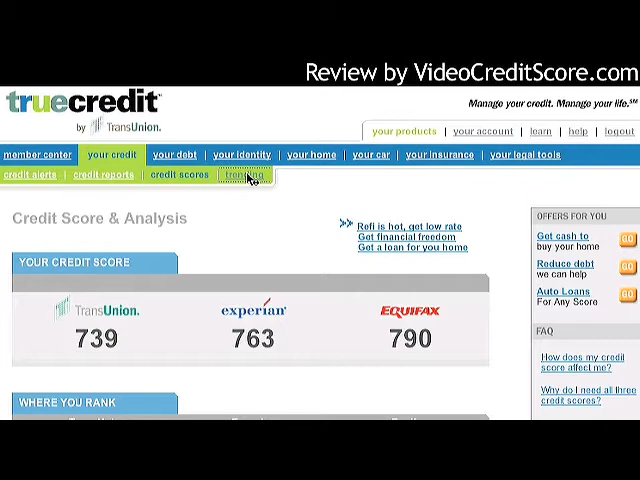 Review by VideoCreditScore.com
truecredit™
by TransUnion.
Manage your credit. Manage your life.℠
your products | your account | learn | help | logout
member center | your credit | your debt | your identity | your home | your car | your insurance | your legal tools
credit alerts | credit reports | credit scores | trending
Credit Score & Analysis
Refi is hot, get low rate
Get financial freedom
Get a loan for you home
YOUR CREDIT SCORE
TransUnion. experian EQUIFAX
739 763 790
WHERE YOU RANK
OFFERS FOR YOU
Get cash to
buy your home GO
Reduce debt
we can help GO
Auto Loans
For Any Score GO
FAQ
How does my credit
score affect me?
Why do I need all three
credit scores?